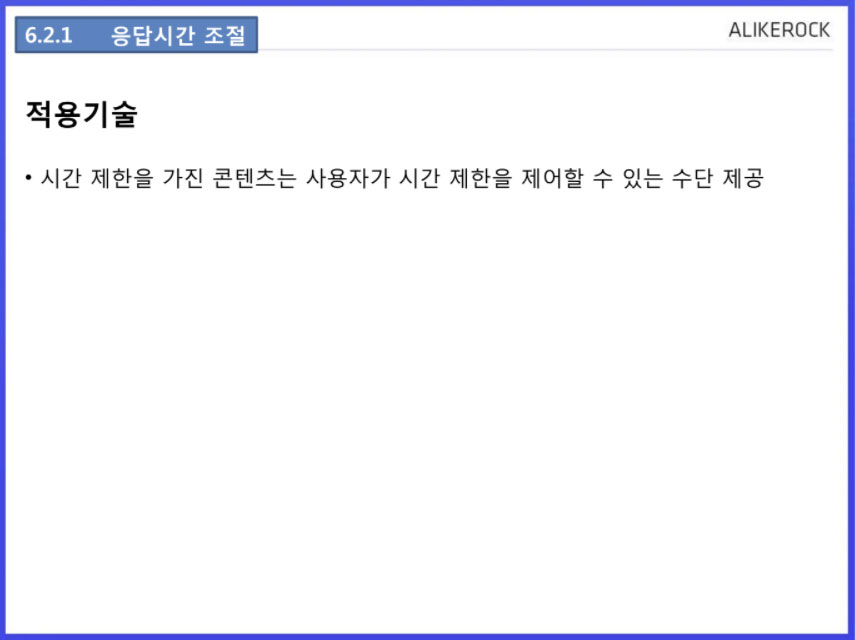 6.2.1 응답시간 조절
ALIKEROCK
적용기술
• 시간 제한을 가진 콘텐츠는 사용자가 시간 제한을 제어할 수 있는 수단 제공